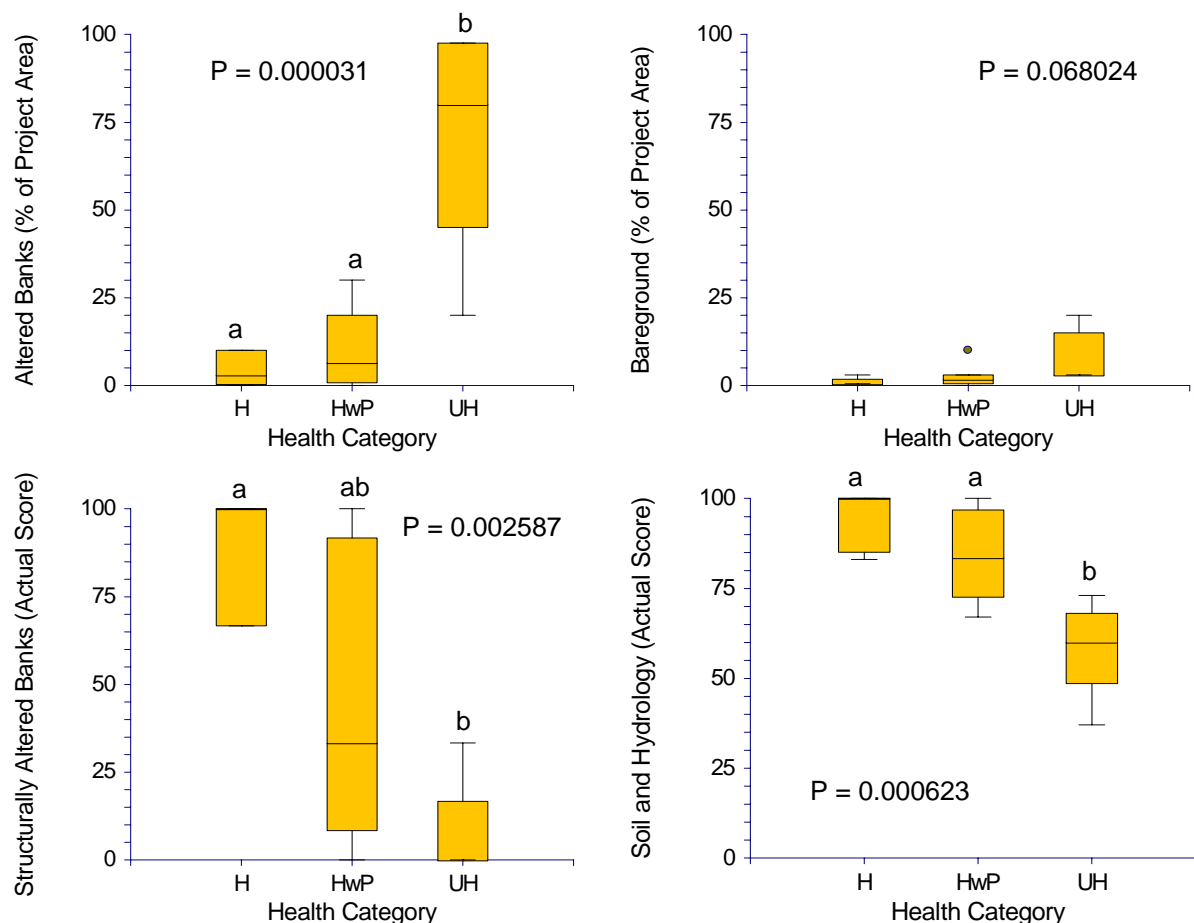 Altered Banks (% of Project Area)
100
75
50
25
0
P = 0.000031
a
a
b
H
HwP
UH
Health Category
Bareground (% of Project Area)
100
75
50
25
0
P = 0.068024
H
HwP
UH
Health Category
Structurally Altered Banks (Actual Score)
100
75
50
25
0
a
ab
b
P = 0.002587
H
HwP
UH
Health Category
Soil and Hydrology (Actual Score)
100
75
50
25
0
a
a
b
P = 0.000623
H
HwP
UH
Health Category